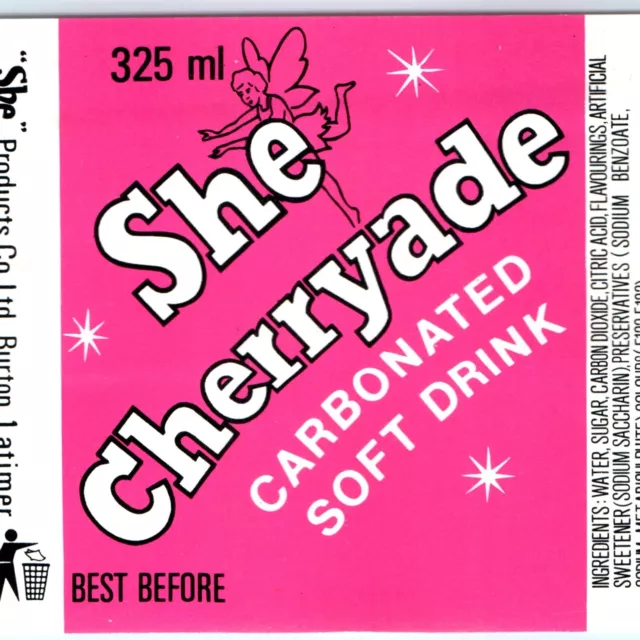 "She" Products Co Ltd Burton Latimer
325 ml
She
Cherryade
CARBONATED
SOFT DRINK
BEST BEFORE
INGREDIENTS: WATER, SUGAR, CARBON DIOXIDE, CITRIC ACID, FLAVOURINGS, ARTIFICIAL
SWEETENER (SODIUM SACCHARIN), PRESERVATIVES (SODIUM BENZOATE,